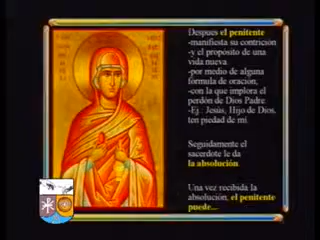 Despues el penitente
-manifiesta su contrición
-y el propósito de una
vida nueva
-por medio de alguna
fórmula de oración,
-con la que implora el
perdón de Dios Padre.
-Ej: Jesús, Hijo de Dios,
ten piedad de mí
Seguidamente el
sacerdote le da
la absolución
Una vez recibida la
absolución, el penitente
puede...